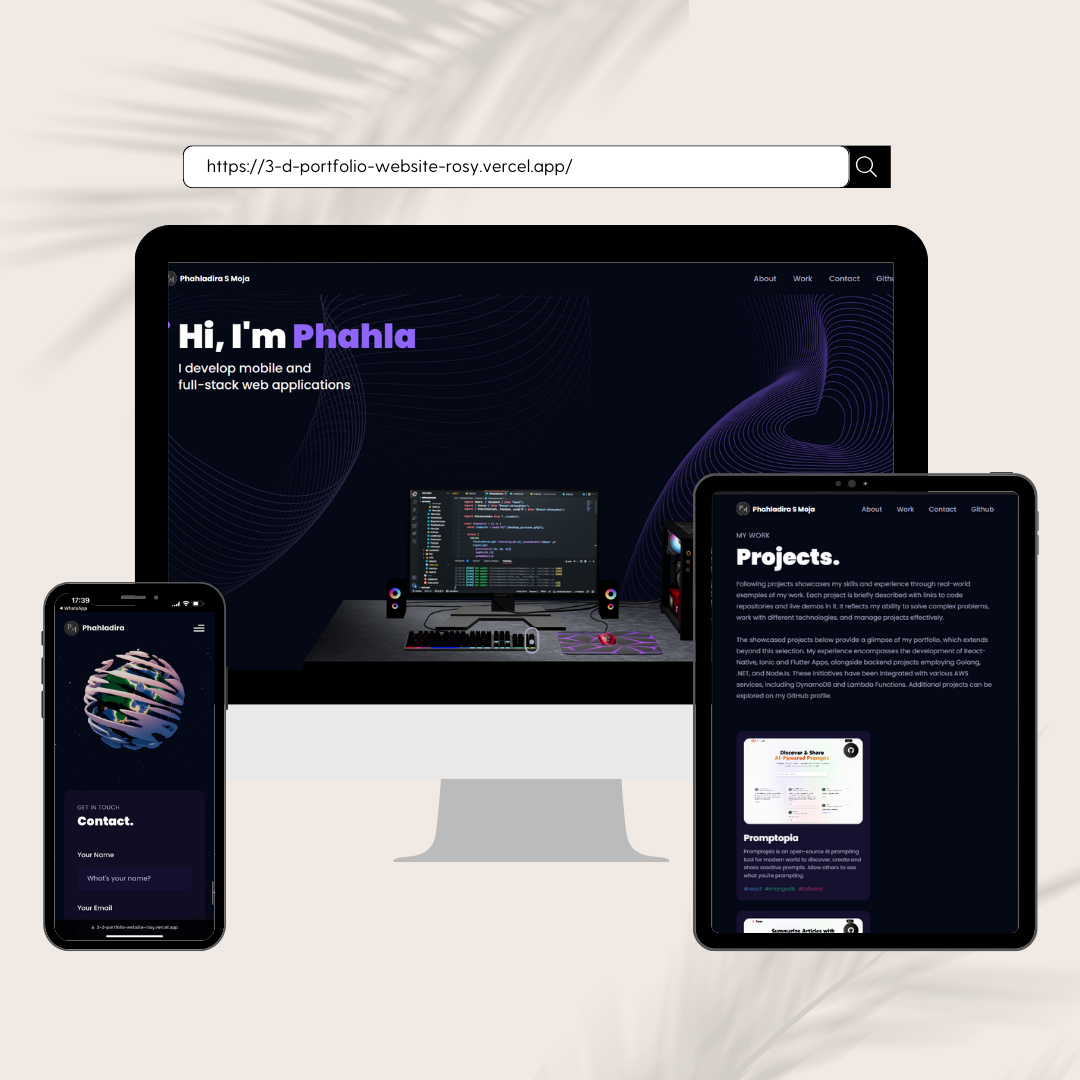 https://3-d-portfolio-website-rosy.vercel.app/
Phahladira S Moja
About Work Contact Gith
Hi, I'm Phahla
I develop mobile and
full-stack web applications
Phahladira S Moja
About Work Contact Github
MY WORK
Projects.
Following projects showcases my skills and experience through real-world
examples of my work. Each project is briefly described with links to code
repositories and live demos in it. It reflects my ability to solve complex problems,
work with different technologies, and manage projects effectively.
The showcased projects below provide a glimpse of my portfolio, which extends
beyond this selection. My experience encompasses the development of React-
Native, Ionic and Flutter Apps, alongside backend projects employing Golang,
.NET, and NodeJs. These initiatives have been integrated with various AWS
services, including DynamoDB and Lambda Functions. Additional projects can be
explored on my GitHub profile.
Discover & Share
AI-Powered Prompts
Promptopia
Promptopia is an open-source AI prompting
tool for modern world to discover, create and
share creative prompts. Allow others to see
what you're prompting.
#react #mongodb #tailwind
Summarize Articles with
17:39
WhatsApp
Phahladira
GET IN TOUCH
Contact.
Your Name
What's your name?
Your Email
3-d-portfolio-website-rosy.vercel.app